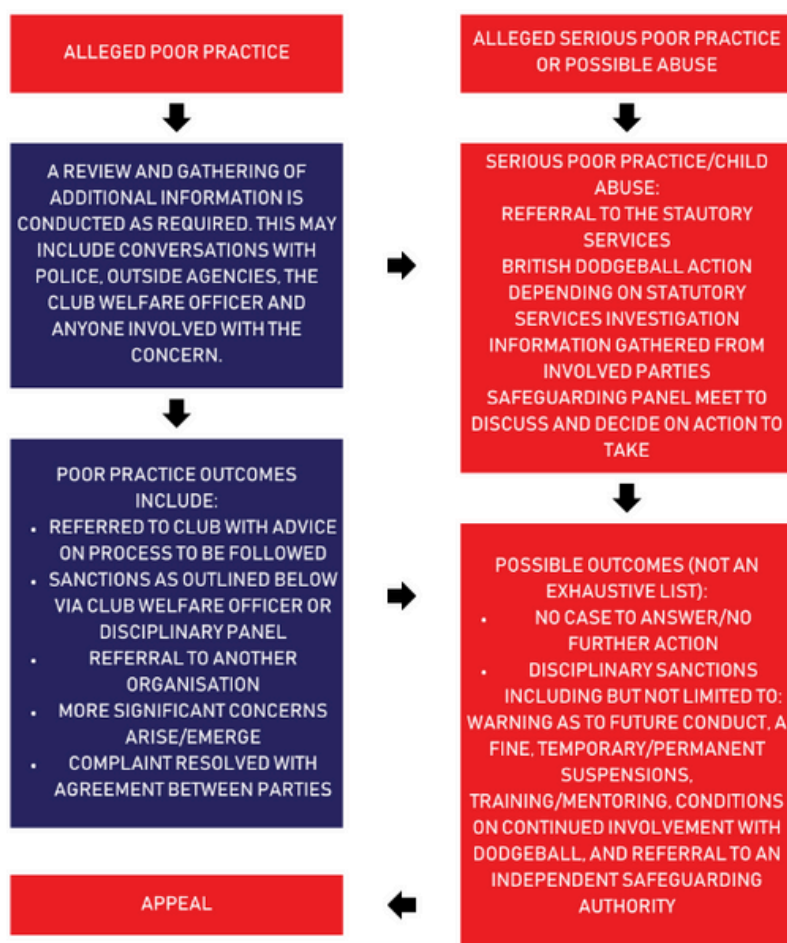 ALLEGED POOR PRACTICE
ALLEGED SERIOUS POOR PRACTICE
OR POSSIBLE ABUSE
A REVIEW AND GATHERING OF
ADDITIONAL INFORMATION IS
CONDUCTED AS REQUIRED. THIS MAY
INCLUDE CONVERSATIONS WITH
POLICE, OUTSIDE AGENCIES, THE
CLUB WELFARE OFFICER AND
ANYONE INVOLVED WITH THE
CONCERN.
SERIOUS POOR PRACTICE/CHILD
ABUSE:
REFERRAL TO THE STAUTORY
SERVICES
BRITISH DODGEBALL ACTION
DEPENDING ON STATUTORY
SERVICES INVESTIGATION
INFORMATION GATHERED FROM
INVOLVED PARTIES
SAFEGUARDING PANEL MEET TO
DISCUSS AND DECIDE ON ACTION TO
TAKE
POOR PRACTICE OUTCOMES
INCLUDE:
• REFERRED TO CLUB WITH ADVICE
ON PROCESS TO BE FOLLOWED
• SANCTIONS AS OUTLINED BELOW
VIA CLUB WELFARE OFFICER OR
DISCIPLINARY PANEL
• REFERRAL TO ANOTHER
ORGANISATION
• MORE SIGNIFICANT CONCERNS
ARISE/EMERGE
• COMPLAINT RESOLVED WITH
AGREEMENT BETWEEN PARTIES
POSSIBLE OUTCOMES (NOT AN
EXHAUSTIVE LIST):
• NO CASE TO ANSWER/NO
FURTHER ACTION
• DISCIPLINARY SANCTIONS
INCLUDING BUT NOT LIMITED TO:
WARNING AS TO FUTURE CONDUCT, A
FINE, TEMPORARY/PERMANENT
SUSPENSIONS,
TRAINING/MENTORING, CONDITIONS
ON CONTINUED INVOLVEMENT WITH
DODGEBALL, AND REFERRAL TO AN
INDEPENDENT SAFEGUARDING
AUTHORITY
APPEAL